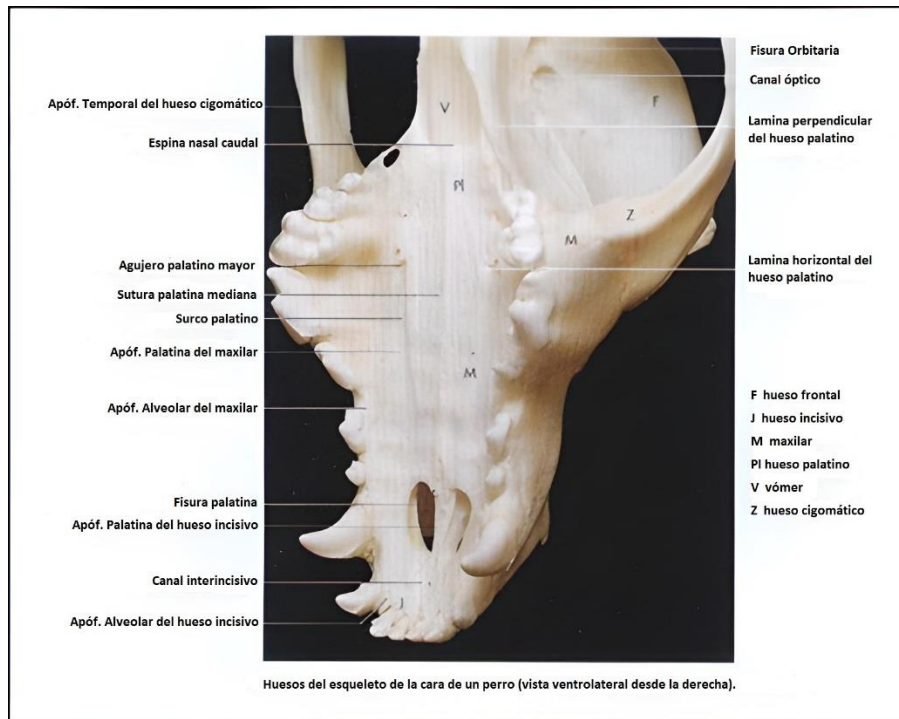 Apóf. Temporal del hueso cigomático
Espina nasal caudal
Agujero palatino mayor
Sutura palatina mediana
Surco palatino
Apóf. Palatina del maxilar
Apóf. Alveolar del maxilar
Fisura palatina
Apóf. Palatina del hueso incisivo
Canal interincisivo
Apóf. Alveolar del hueso incisivo
V
Pl
F
Z
M
M
J
Fisura Orbitaria
Canal óptico
Lamina perpendicular
del hueso palatino
Lamina horizontal del
hueso palatino
F hueso frontal
J hueso incisivo
M maxilar
Pl hueso palatino
V vómer
Z hueso cigomático
Huesos del esqueleto de la cara de un perro (vista ventrolateral desde la derecha).